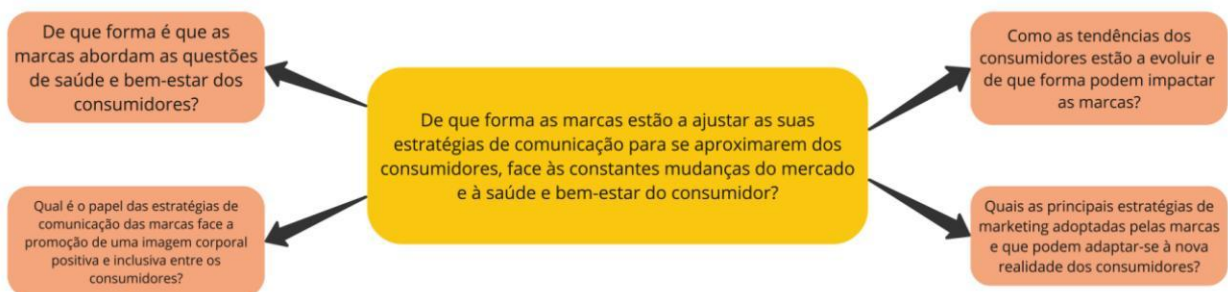 De que forma é que as
marcas abordam as questões
de saúde e bem-estar dos
consumidores?
Como as tendências dos
consumidores estão a evoluir e
de que forma podem impactar
as marcas?
De que forma as marcas estão a ajustar as suas
estratégias de comunicação para se aproximarem dos
consumidores, face às constantes mudanças do mercado
e à saúde e bem-estar do consumidor?
Qual é o papel das estratégias de
comunicação das marcas face a
promoção de uma imagem corporal
positiva e inclusiva entre os
consumidores?
Quais as principais estratégias de
marketing adoptadas pelas marcas
e que podem adaptar-se à nova
realidade dos consumidores?